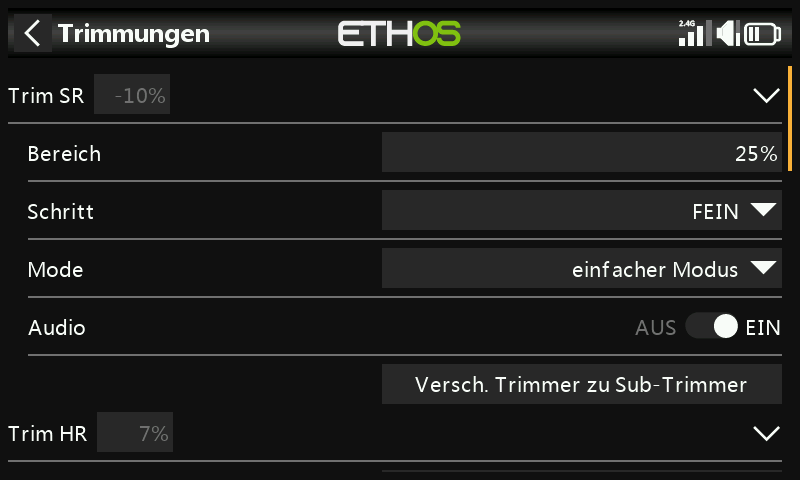 Trimmungen
ETHOS
2.4G
Trim SR -10%
Bereich 25%
Schritt FEIN
Mode einfacher Modus
Audio AUS EIN
Versch. Trimmer zu Sub-Trimmer
Trim HR 7%